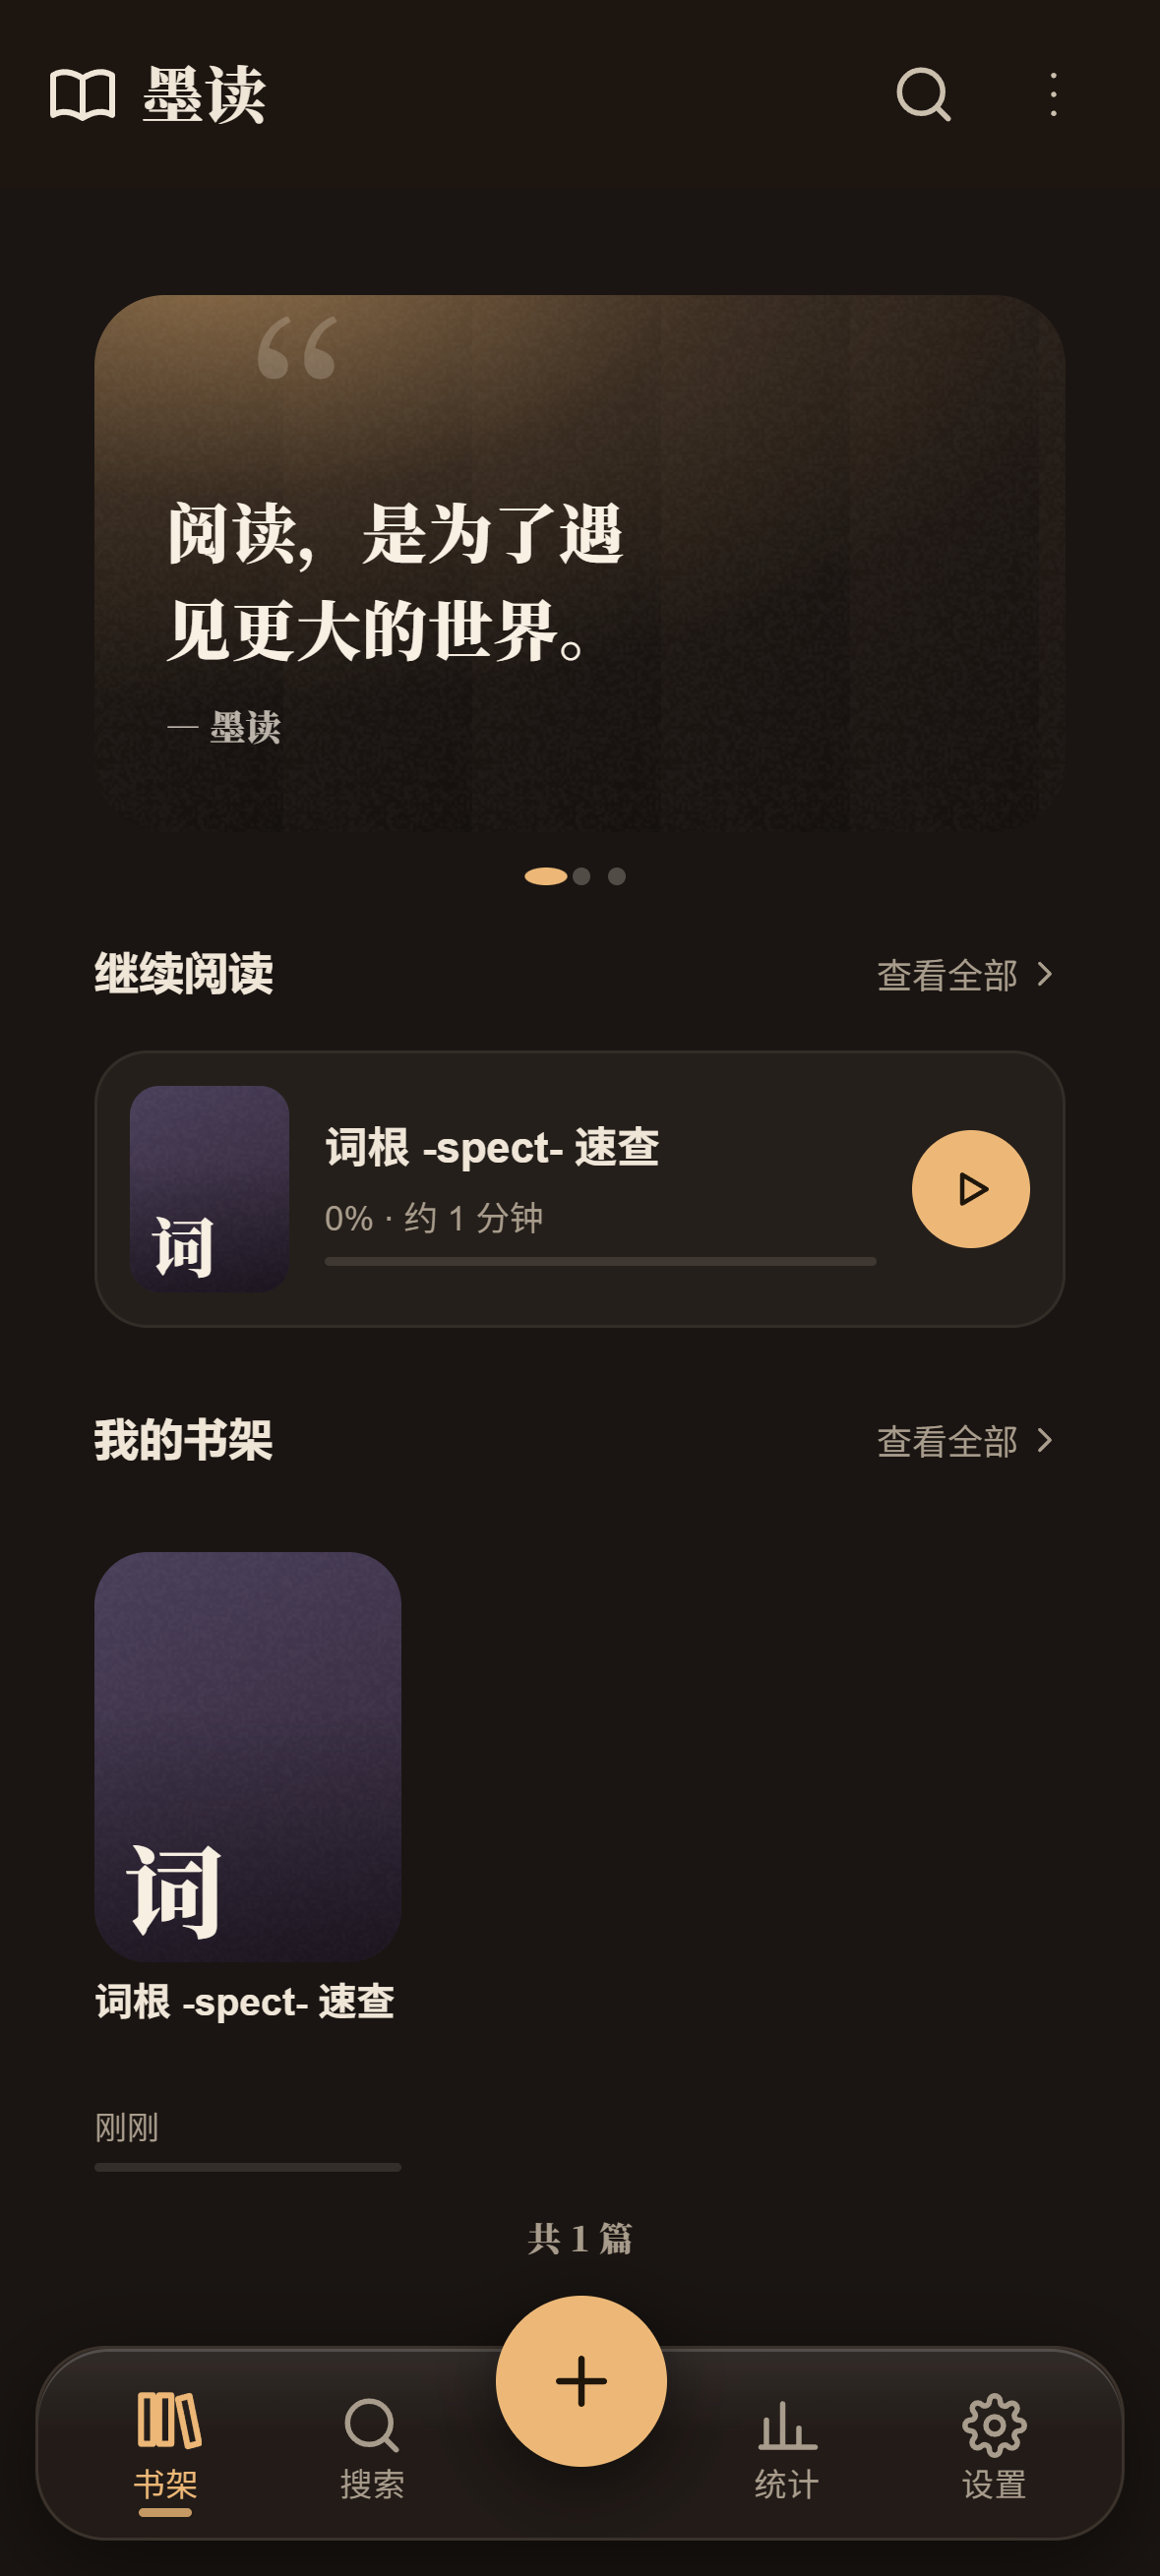 墨读
“
阅读，是为了遇
见更大的世界。
— 墨读
继续阅读
查看全部
词
词根 -spect- 速查
0% · 约 1 分钟
我的书架
查看全部
词
词根 -spect- 速查
刚刚
共 1 篇
书架
搜索
统计
设置